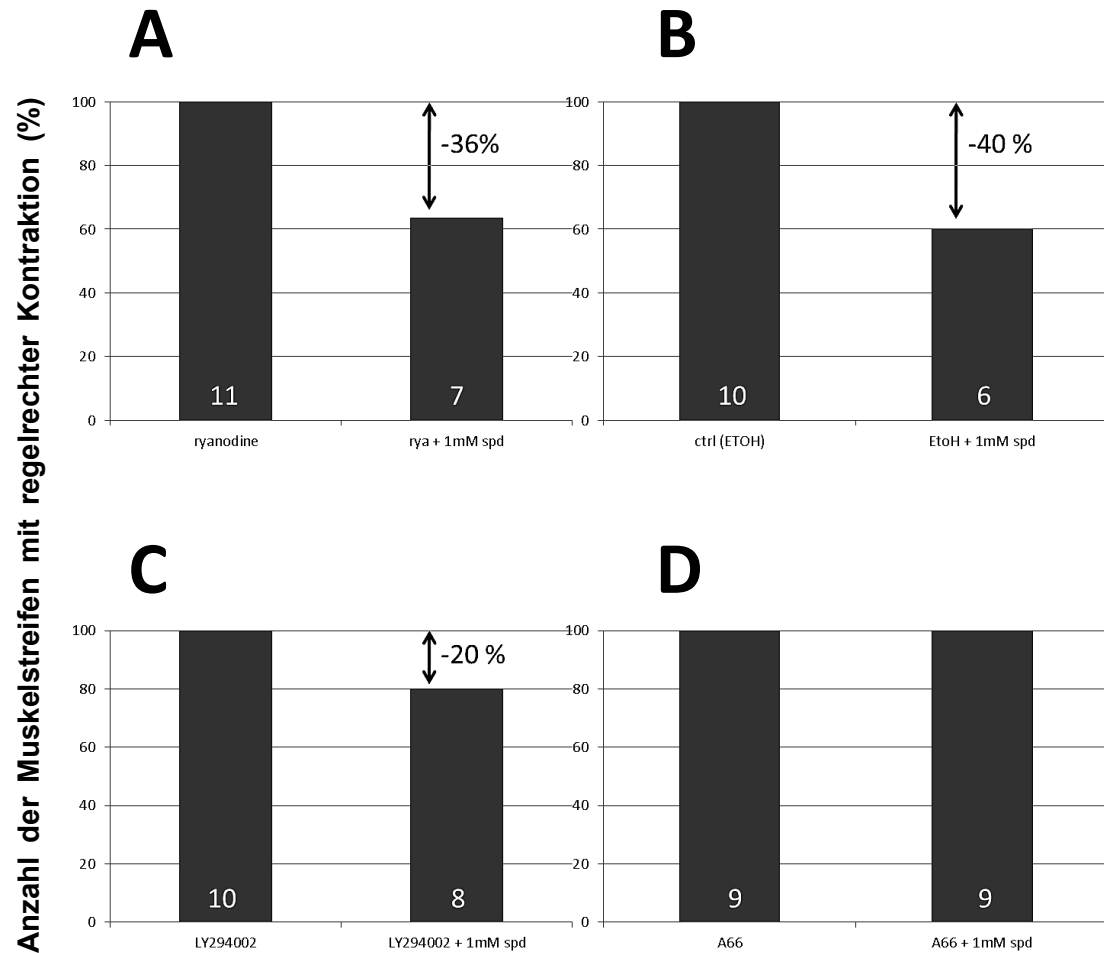 Anzahl der Muskelstreifen mit regelrechter Kontraktion (%)
A
100
80
60
40
20
0
-36%
11
7
ryanodine
rya + 1mM spd
B
100
80
60
40
20
0
-40 %
10
6
ctrl (ETOH)
EtoH + 1mM spd
C
100
80
60
40
20
0
-20 %
10
8
LY294002
LY294002 + 1mM spd
D
100
80
60
40
20
0
9
9
A66
A66 + 1mM spd